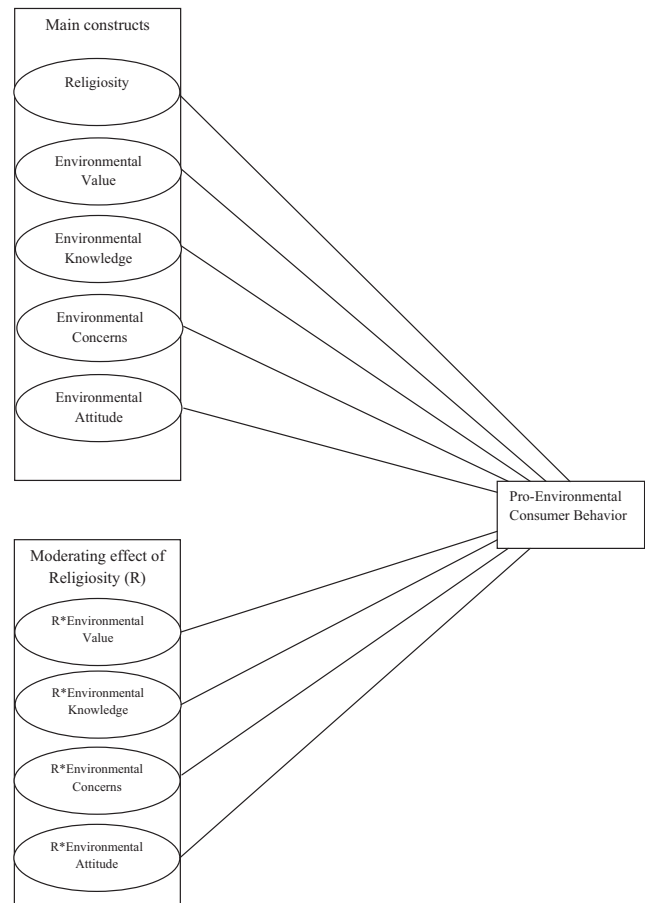 Main constructs
Religiosity
Environmental
Value
Environmental
Knowledge
Environmental
Concerns
Environmental
Attitude
Pro-Environmental
Consumer Behavior
Moderating effect of
Religiosity (R)
R*Environmental
Value
R*Environmental
Knowledge
R*Environmental
Concerns
R*Environmental
Attitude